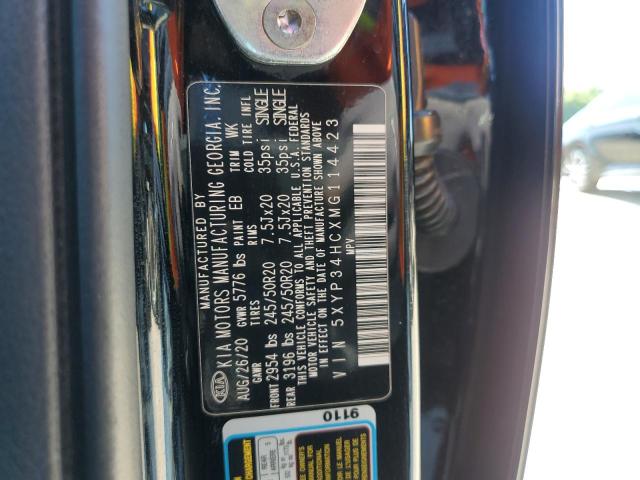 MANUFACTURED BY
KIA KIA MOTORS MANUFACTURING GEORGIA, INC.
AUG/26/20 PAINT EB TRIM WK
GVWR 5776 lbs
GAWR RIMS COLD TIRE INFL
FRONT 2954 lbs 245/50R20 7.5Jx20 35psi SINGLE
REAR 3196 lbs 245/50R20 7.5Jx20 35psi SINGLE
THIS VEHICLE CONFORMS TO ALL APPLICABLE U.S.A. FEDERAL
MOTOR VEHICLE SAFETY AND THEFT PREVENTION STANDARDS
IN EFFECT ON THE DATE OF MANUFACTURE SHOWN ABOVE
VIN 5XYP34HCXMG114423
MPV
9110
REAR
ARRIÈRE
5